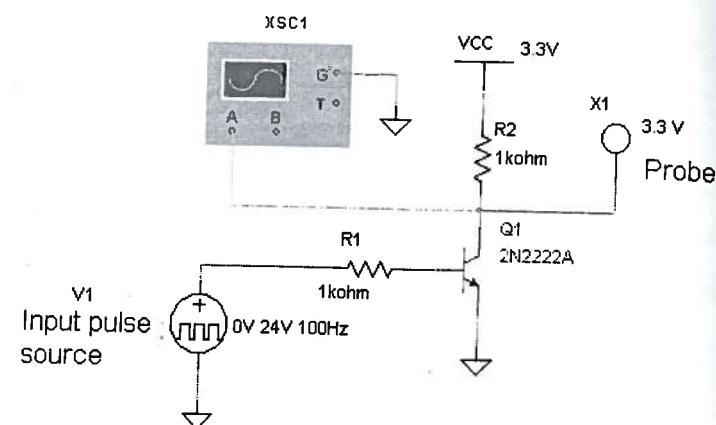 XSC1
G
T
A B
VCC 3.3V
R2
1kohm
X1
3.3 V
Probe
Q1
2N2222A
R1
1kohm
V1
Input pulse
source
0V 24V 100Hz